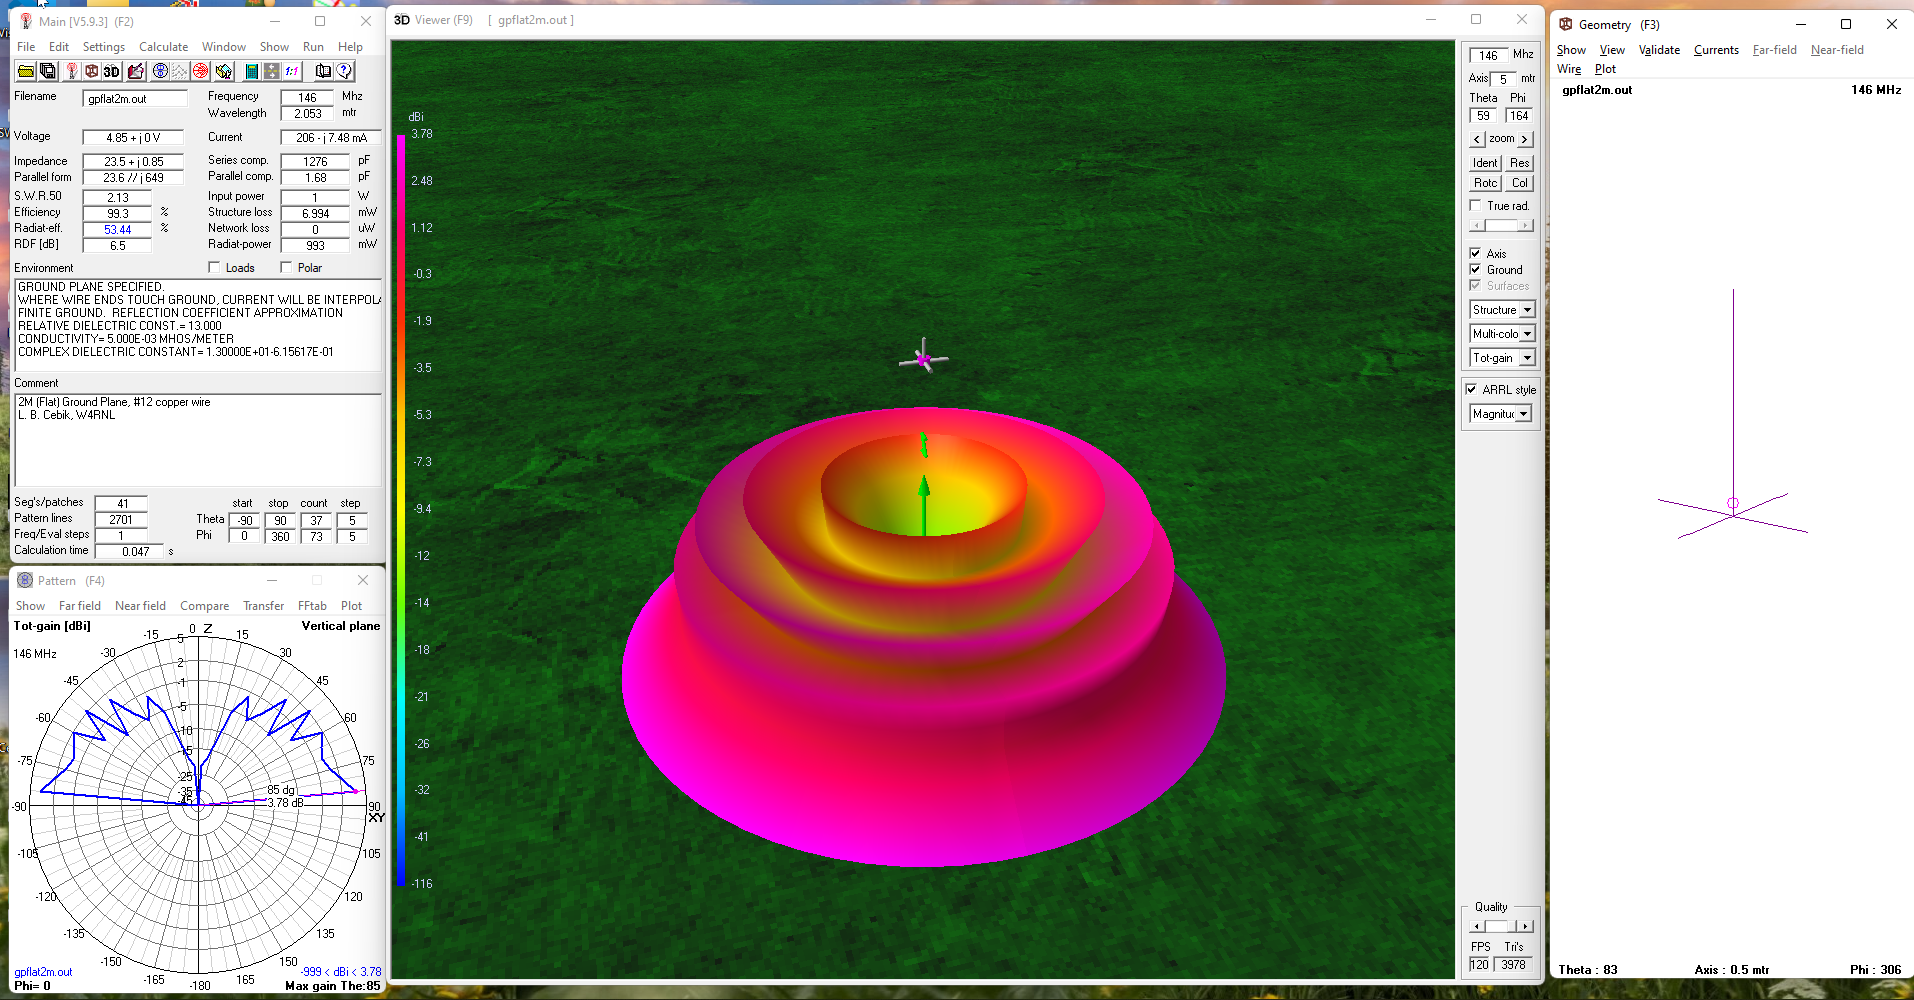 Main [V5.9.3] (F2)
File Edit Settings Calculate Window Show Run Help
3D 1:1
Filename gpflat2m.out Frequency 146 Mhz
Wavelength 2.053 mtr
Voltage 4.85 + j 0 V Current 206 - j 7.48 mA
Impedance 23.5 + j 0.85 Series comp. 1276 pF
Parallel form 23.6 // j 649 Parallel comp. 1.68 pF
S.W.R.50 2.13 Input power 1 W
Efficiency 99.3 % Structure loss 6.994 mW
Radiat-eff. 53.44 % Network loss 0 uW
RDF [dB] 6.5 Radiat-power 993 mW
Environment Loads Polar
GROUND PLANE SPECIFIED.
WHERE WIRE ENDS TOUCH GROUND, CURRENT WILL BE INTERPOLA
FINITE GROUND. REFLECTION COEFFICIENT APPROXIMATION
RELATIVE DIELECTRIC CONST.= 13.000
CONDUCTIVITY= 5.000E-03 MHOS/METER
COMPLEX DIELECTRIC CONSTANT= 1.30000E+01-6.15617E-01
Comment
2M (Flat) Ground Plane, #12 copper wire
L. B. Cebik, W4RNL
Seg's/patches 41 start stop count step
Pattern lines 2701 Theta -90 90 37 5
Freq/Eval steps 1 Phi 0 360 73 5
Calculation time 0.047 s
Pattern (F4)
Show Far field Near field Compare Transfer FFtab Plot
Tot-gain [dBi] 0 Z Vertical plane
146 MHz
-15 15
-30 30
-45 45
-60 60
-75 75
-90 90
XY
-105 105
-120 120
-135 135
-150 150
-165 165
-180
5
2
-1
-5
-10
-15
-25
-35
-45
85 dg
3.78 dB
gpflat2m.out -999 < dBi < 3.78
Phi= 0 Max gain The:85
3D Viewer (F9) [ gpflat2m.out ]
dBi
3.78
2.48
1.12
-0.3
-1.9
-3.5
-5.3
-7.3
-9.4
-12
-14
-18
-21
-26
-32
-41
-116
146 Mhz
Axis 5 mtr
Theta Phi
59 164
< zoom >
Ident Res
Rotc Col
True rad.
Axis
Ground
Surfaces
Structure
Multi-colo
Tot-gain
ARRL style
Magnituc
Quality
FPS Tri's
120 3978
Geometry (F3)
Show View Validate Currents Far-field Near-field
Wire Plot
gpflat2m.out 146 MHz
Theta : 83 Axis : 0.5 mtr Phi : 306